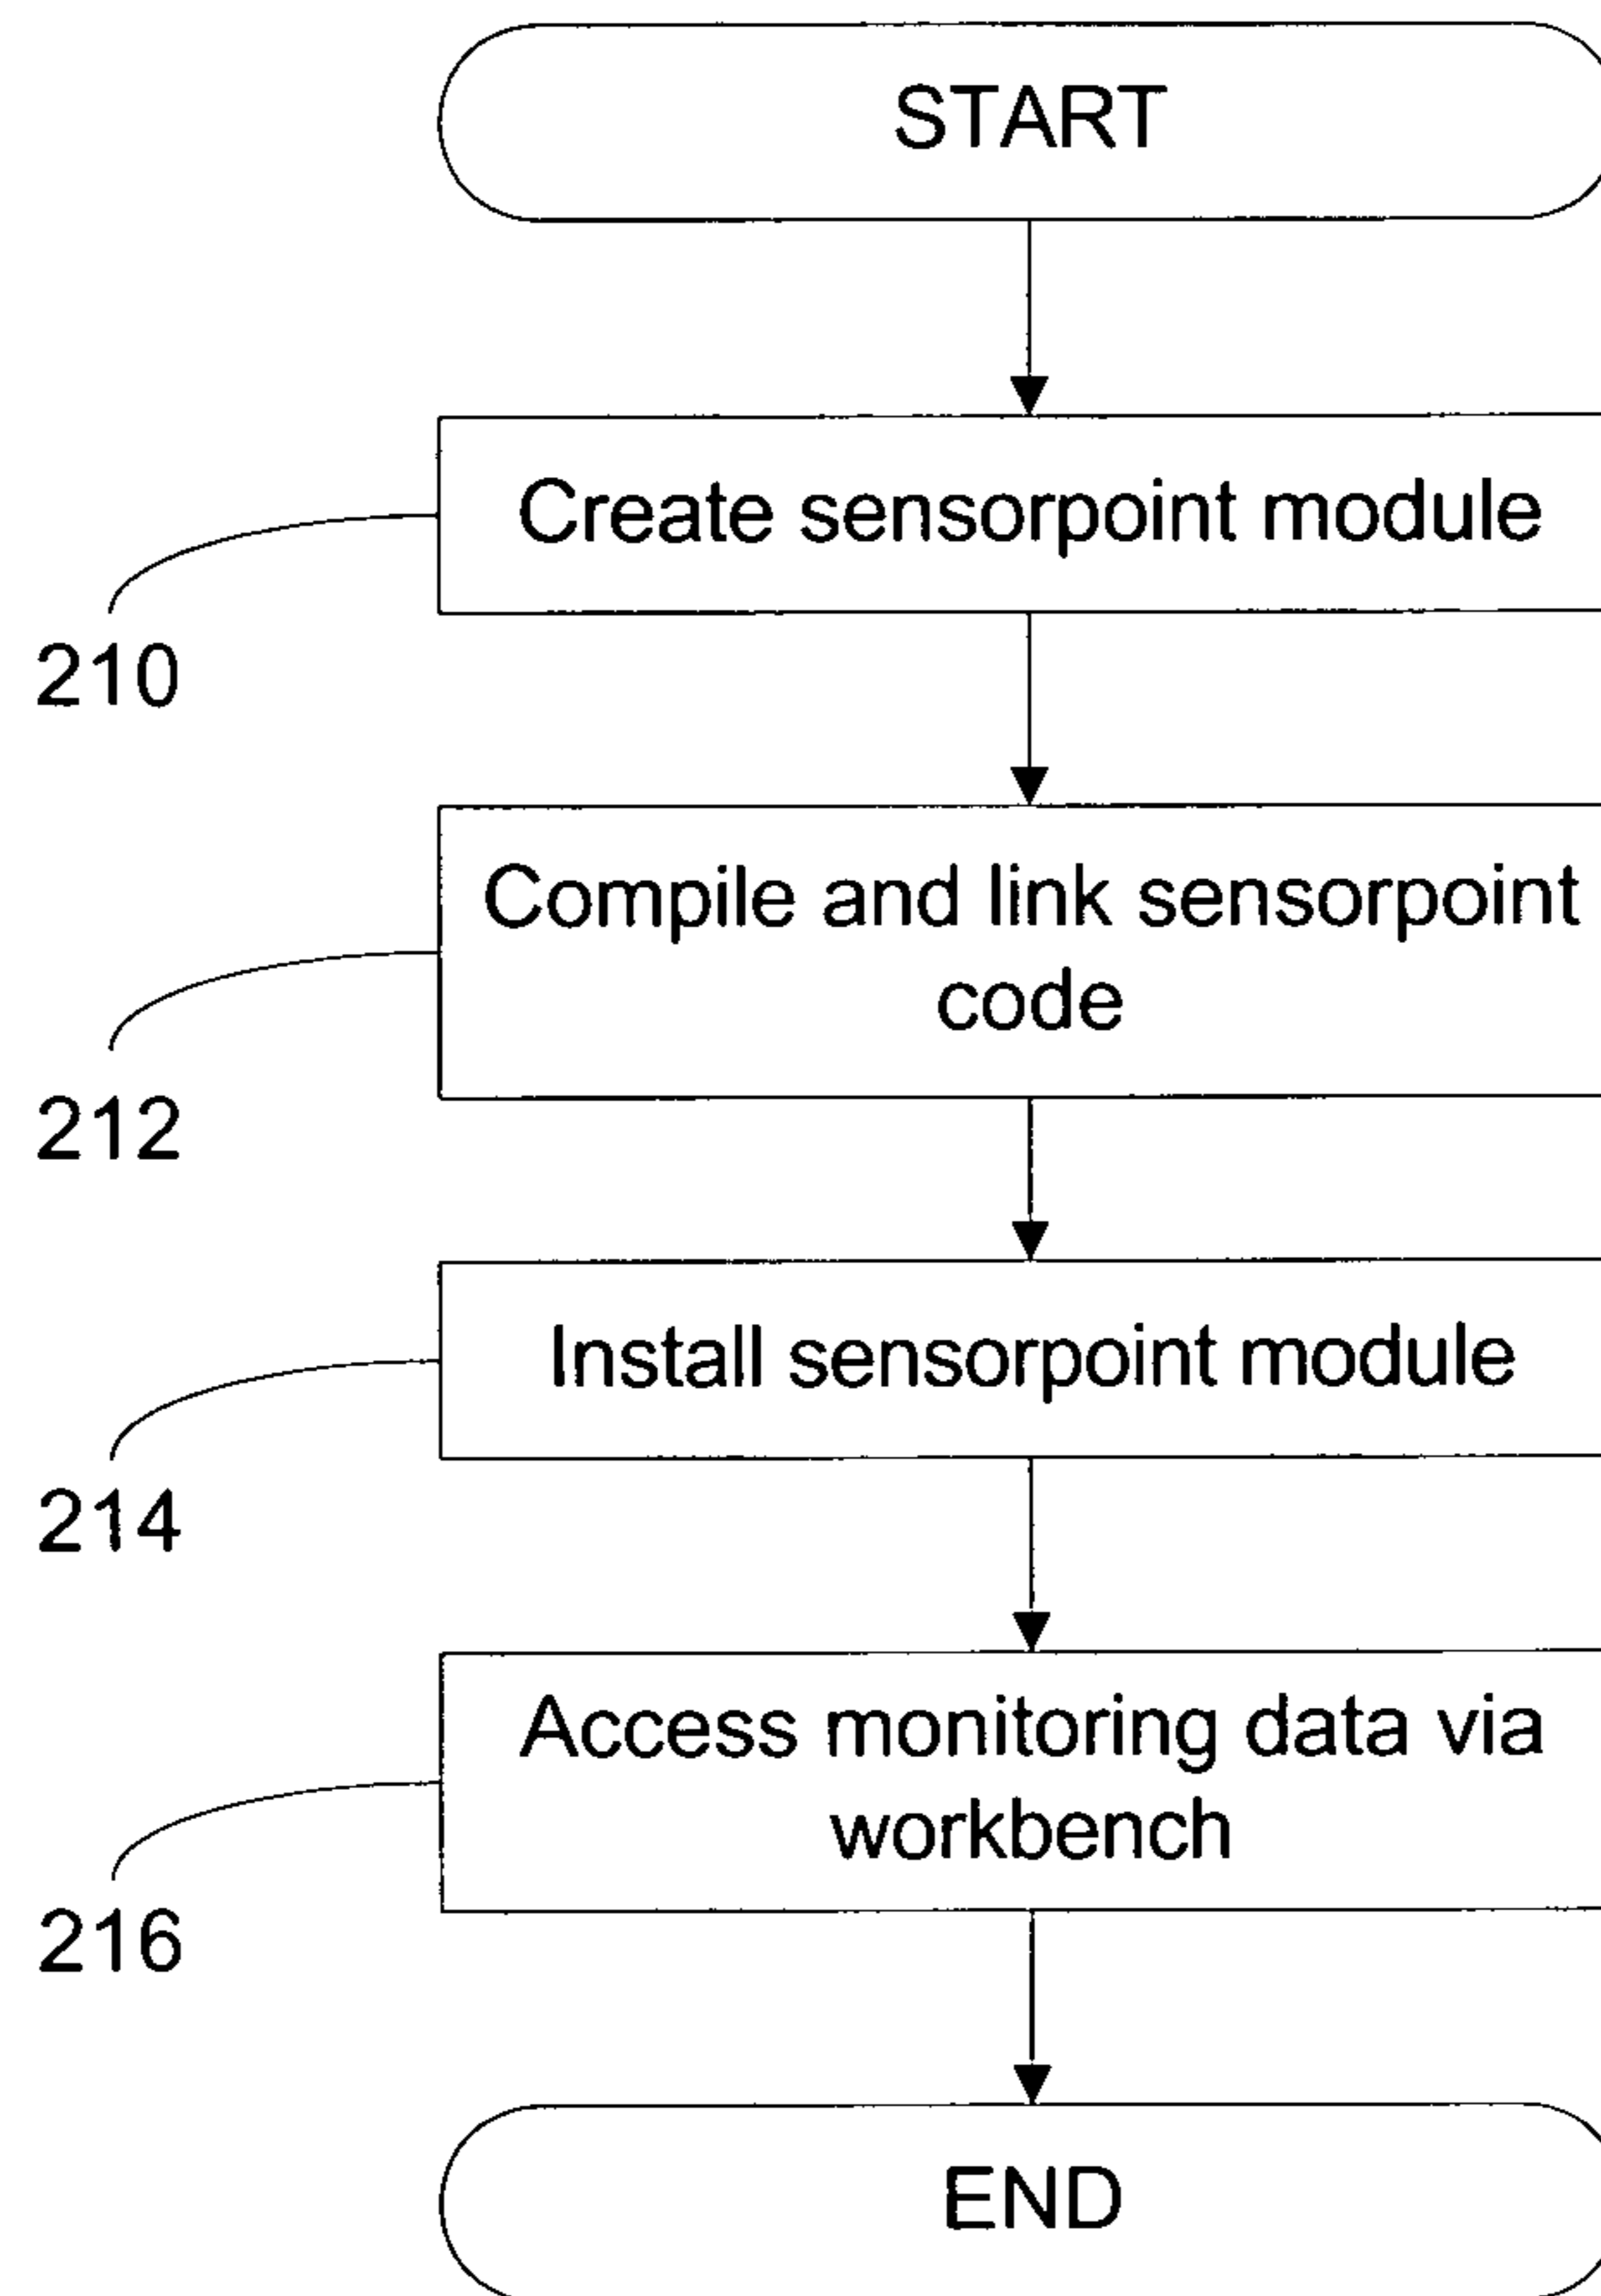 START
Create sensorpoint module
210
Compile and link sensorpoint
code
212
Install sensorpoint module
214
Access monitoring data via
workbench
216
END